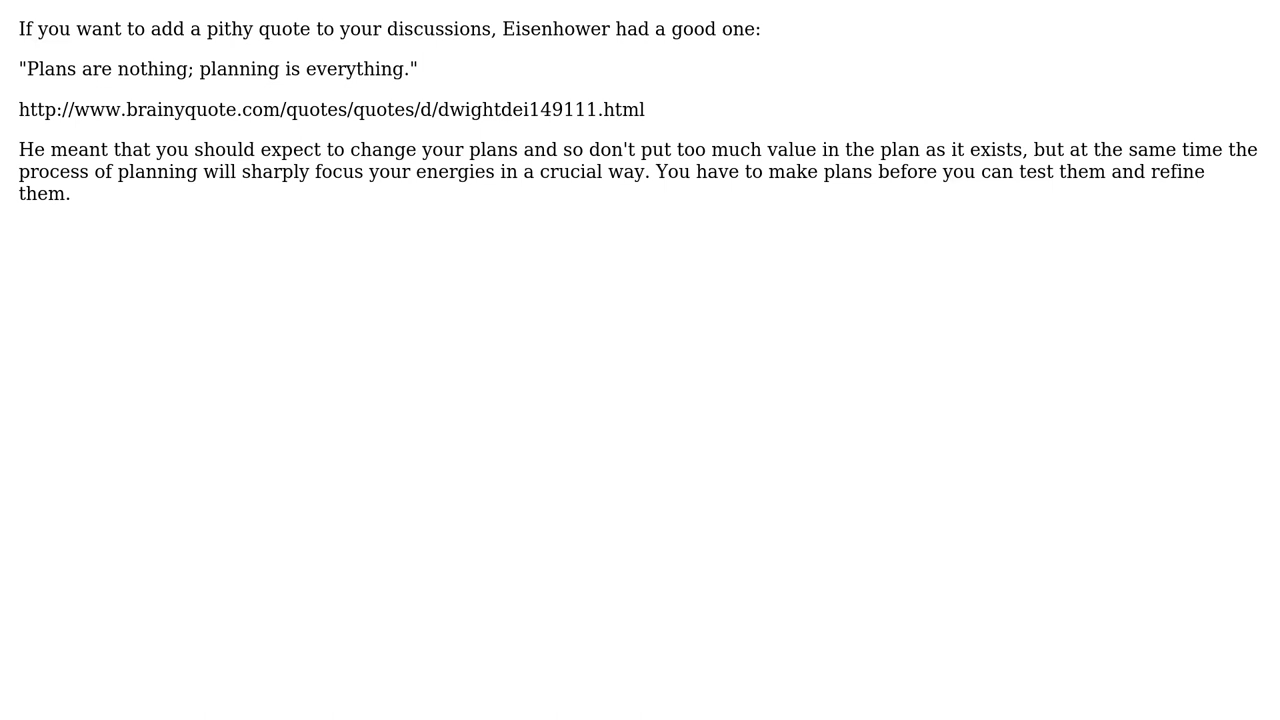 If you want to add a pithy quote to your discussions, Eisenhower had a good one:
"Plans are nothing; planning is everything."
http://www.brainyquote.com/quotes/quotes/d/dwightdei149111.html
He meant that you should expect to change your plans and so don't put too much value in the plan as it exists, but at the same time the
process of planning will sharply focus your energies in a crucial way. You have to make plans before you can test them and refine
them.